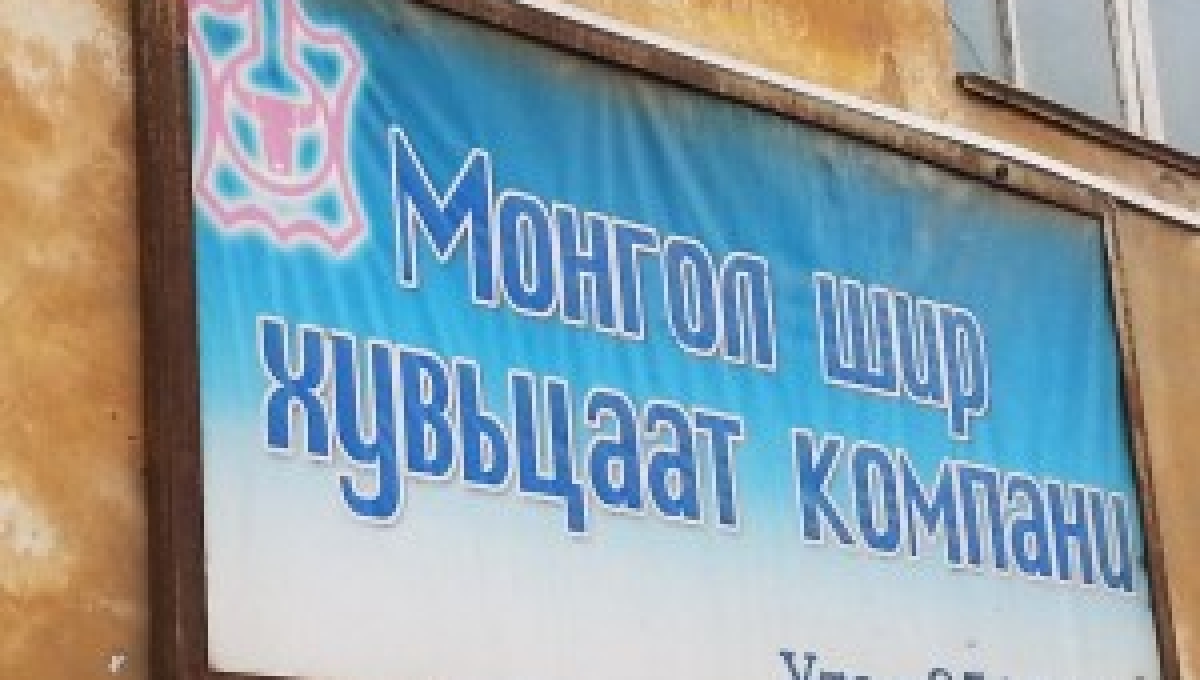 Монгол шир
хувьцаат компани